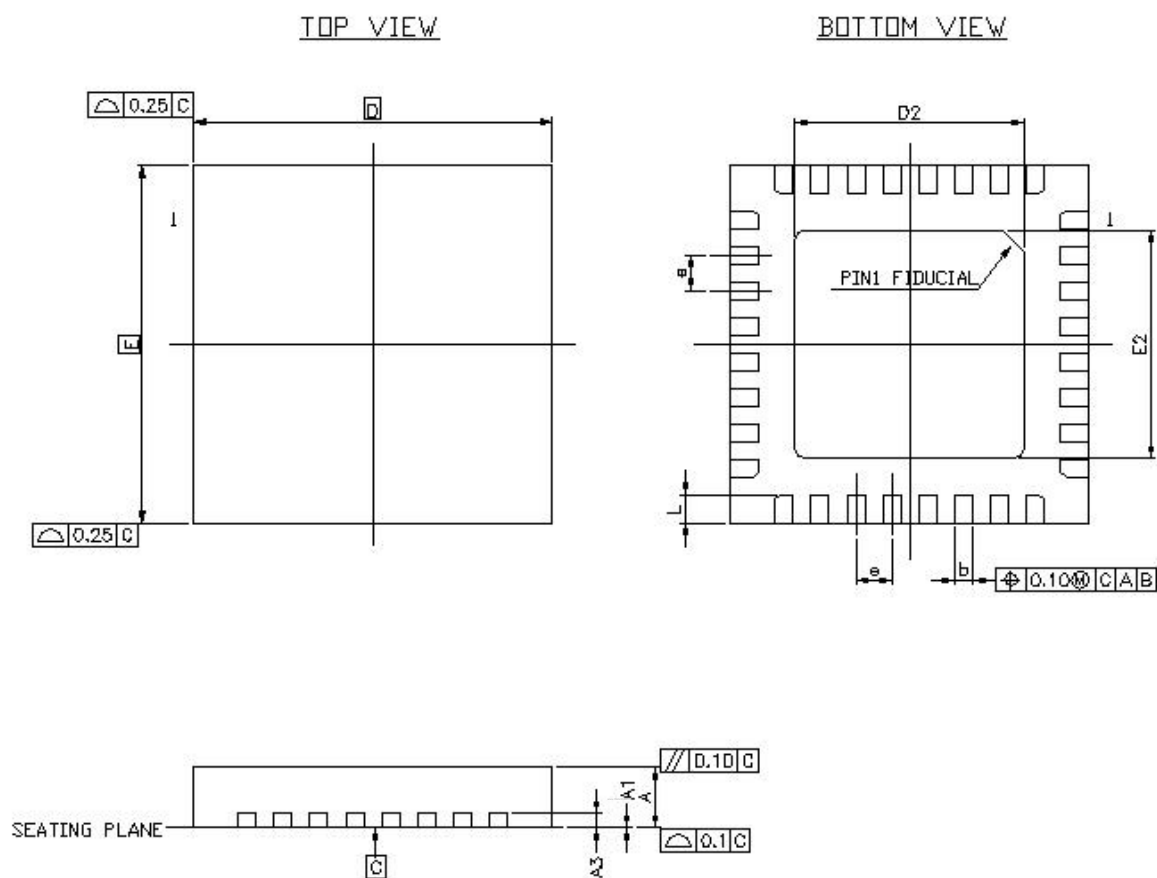 TOP VIEW
BOTTOM VIEW
⌓ 0.25 C
D
D2
1
1
e
PIN1 FIDUCIAL
E
E2
L
⌓ 0.25 C
e
b
⌖ 0.10Ⓜ C A B
// 0.10 C
A1
A
SEATING PLANE
⌓ 0.1 C
C
A3